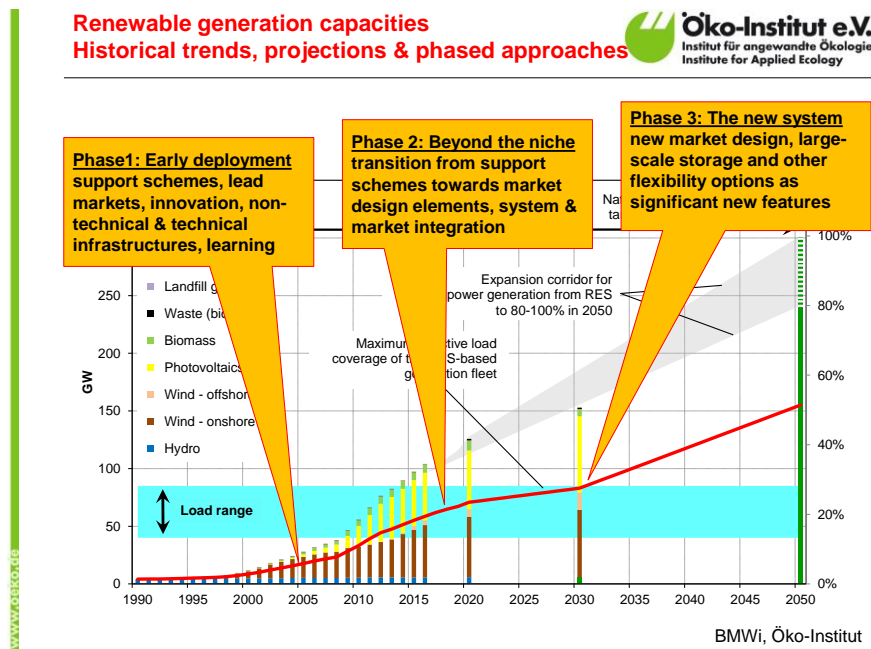 Renewable generation capacities
Historical trends, projections & phased approaches
Öko-Institut e.V.
Institut für angewandte Ökologie
Institute for Applied Ecology
Phase1: Early deployment
support schemes, lead
markets, innovation, non-
technical & technical
infrastructures, learning
Phase 2: Beyond the niche
transition from support
schemes towards market
design elements, system &
market integration
Phase 3: The new system
new market design, large-
scale storage and other
flexibility options as
significant new features
Landfill
Waste
Biomass
Photovoltaics
Wind - offshore
Wind - onshore
Hydro
Expansion corridor for
power generation from RES
to 80-100% in 2050
load
coverage of
fleet
Load range
GW
250
200
150
100
50
0
100%
80%
60%
40%
20%
0%
1990 1995 2000 2005 2010 2015 2020 2025 2030 2035 2040 2045 2050
BMWi, Öko-Institut
www.oeko.de